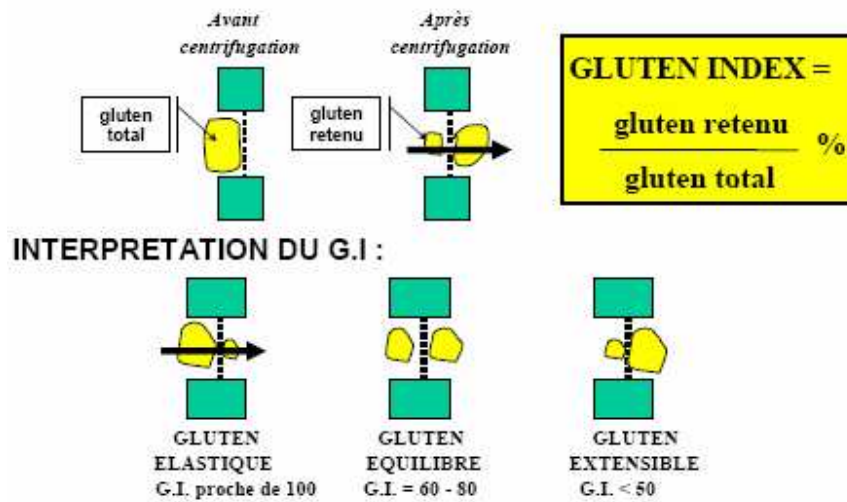 Avant
centrifugation
Après
centrifugation
gluten
total
gluten
retenu
GLUTEN INDEX =
gluten retenu
gluten total
%
INTERPRETATION DU G.I :
GLUTEN
ELASTIQUE
G.I. proche de 100
GLUTEN
EQUILIBRE
G.I. = 60 - 80
GLUTEN
EXTENSIBLE
G.I. < 50